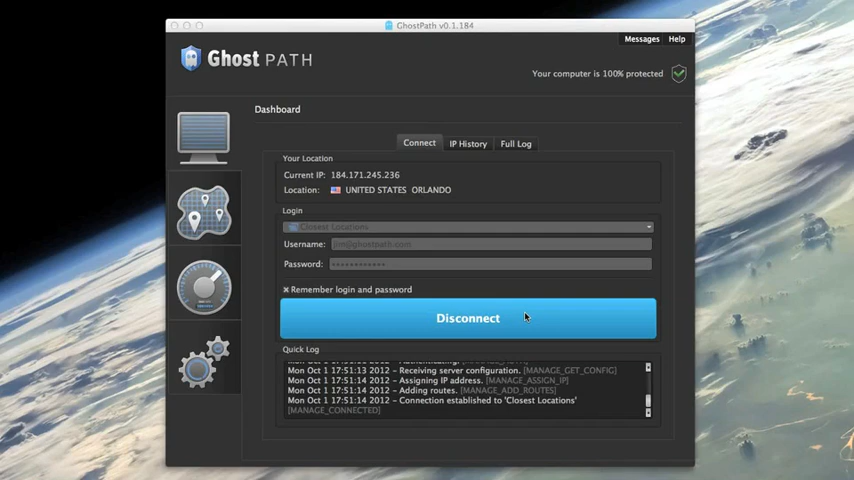 GhostPath v0.1.184
Messages Help
Ghost PATH
Your computer is 100% protected
Dashboard
Connect IP History Full Log
Your Location
Current IP: 184.171.245.236
Location: UNITED STATES ORLANDO
Login
Closest Locations
Username: jim@ghostpath.com
Password: ••••••••••••
Remember login and password
Disconnect
Quick Log
Mon Oct 1 17:51:13 2012 – Receiving server configuration. [MANAGE_GET_CONFIG]
Mon Oct 1 17:51:14 2012 – Assigning IP address. [MANAGE_ASSIGN_IP]
Mon Oct 1 17:51:14 2012 – Adding routes. [MANAGE_ADD_ROUTES]
Mon Oct 1 17:51:14 2012 – Connection established to 'Closest Locations'
[MANAGE_CONNECTED]